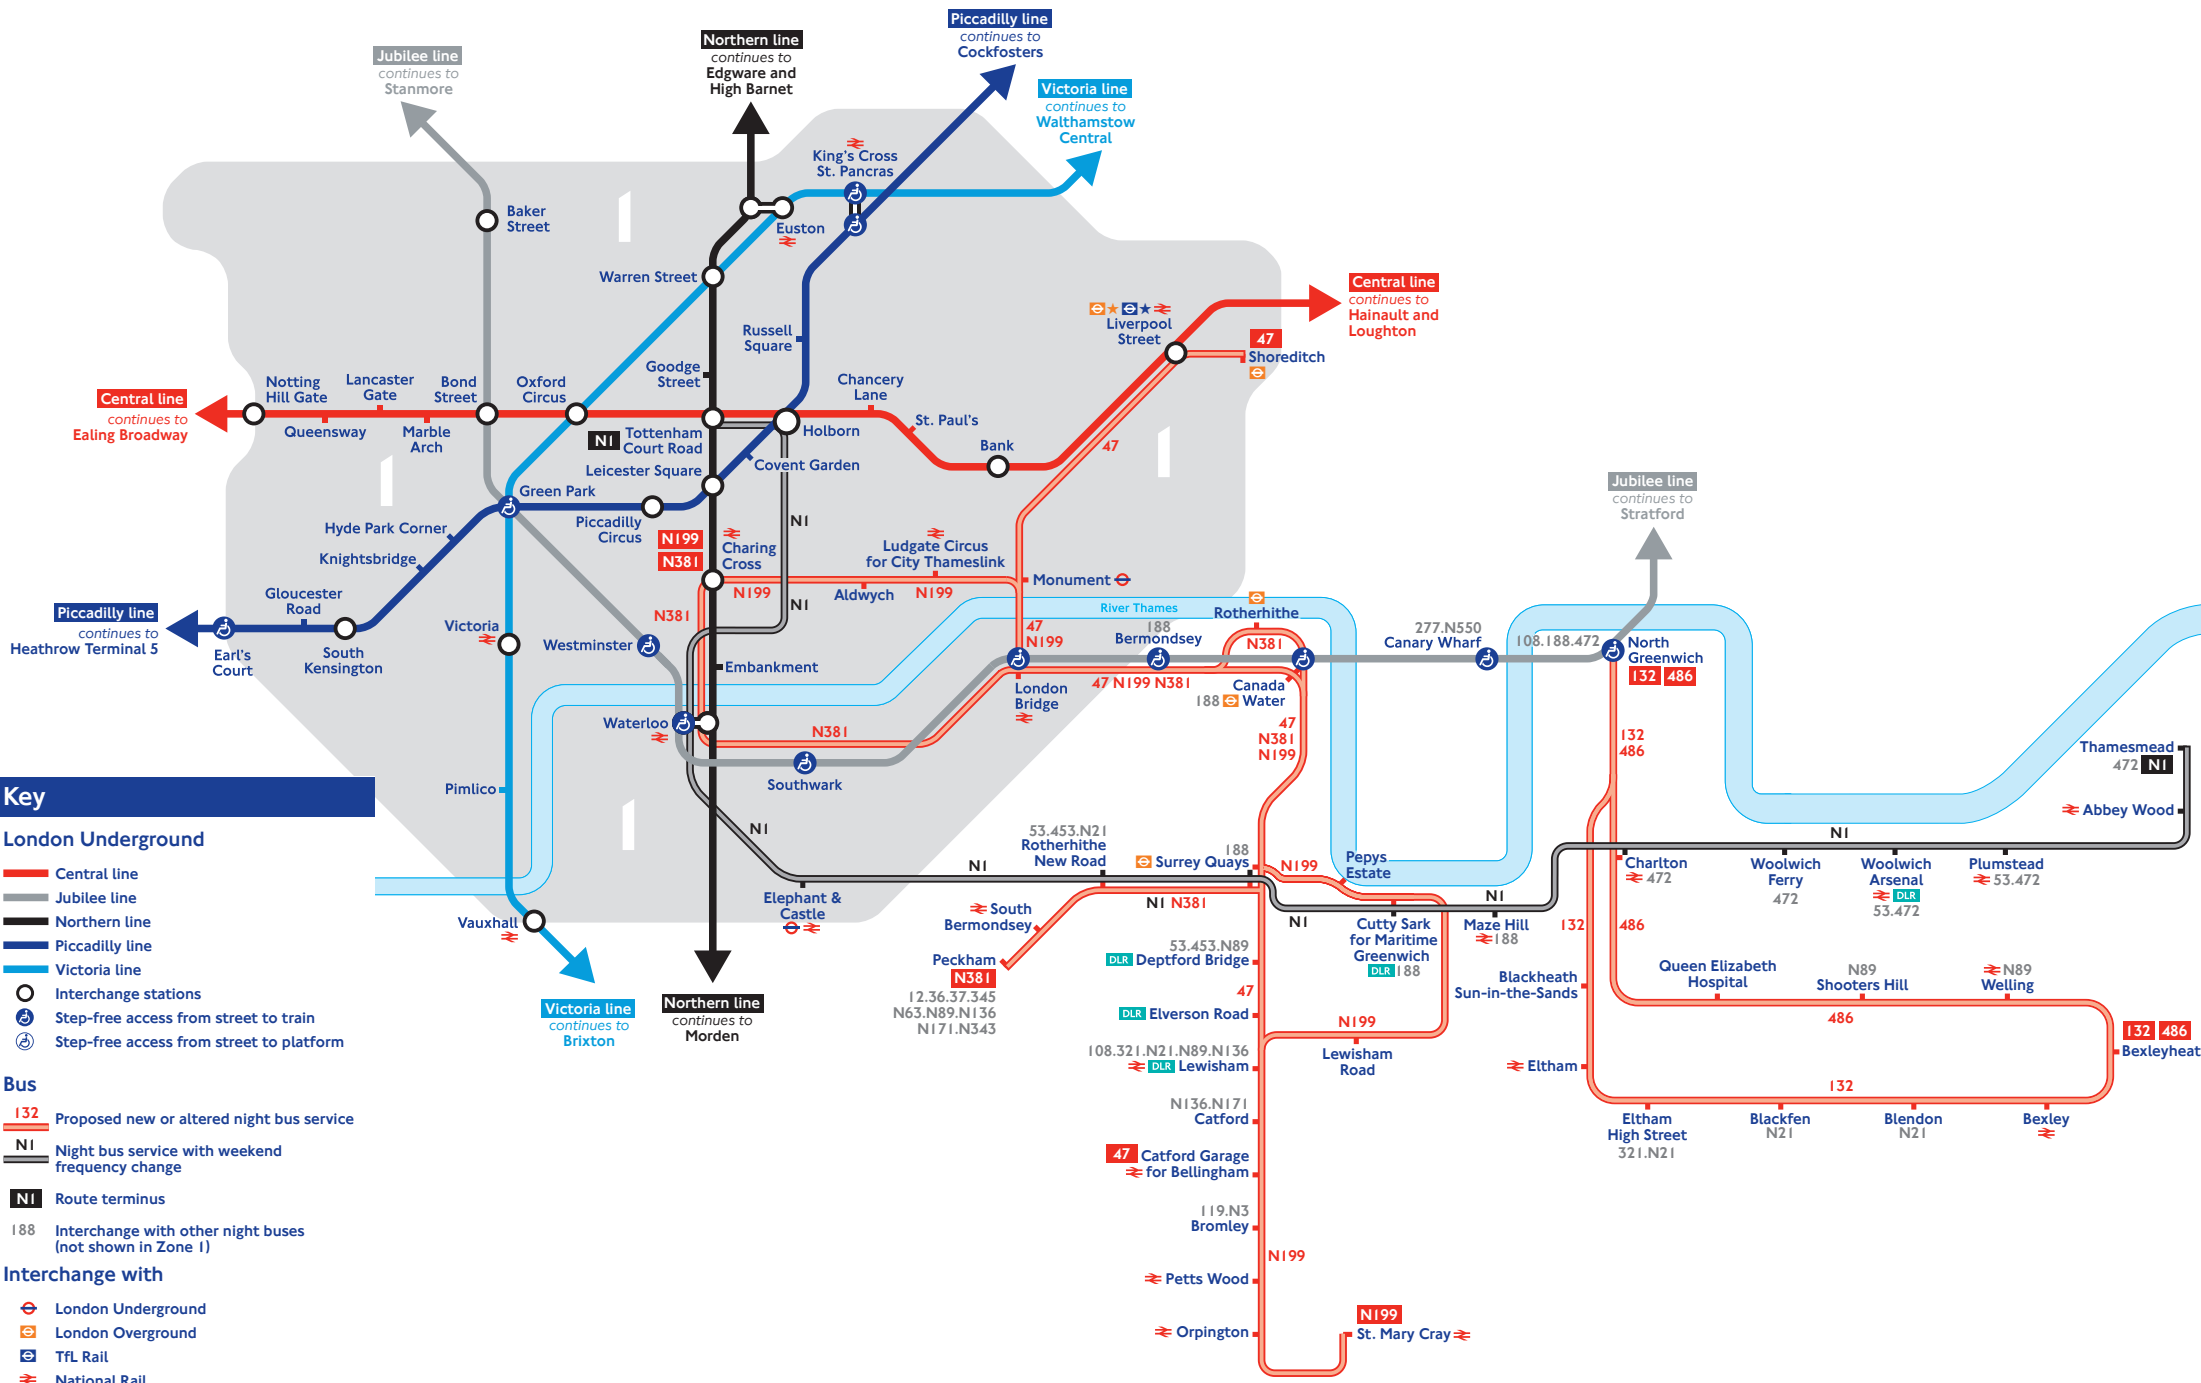 Piccadilly line
continues to
Cockfosters
Northern line
continues to
Edgware and
High Barnet
Jubilee line
continues to
Stanmore
Victoria line
continues to
Walthamstow
Central
King's Cross
St. Pancras
Baker
Street
Euston
Warren Street
Central line
continues to
Hainault and
Loughton
Russell
Square
Liverpool
Street
47
Shoreditch
Goodge
Street
Notting
Hill Gate
Lancaster
Gate
Bond
Street
Oxford
Circus
Chancery
Lane
Central line
continues to
Ealing Broadway
Queensway
Marble
Arch
N1
Tottenham
Court Road
Holborn
St. Paul's
Bank
47
Leicester Square
Covent Garden
Green Park
Piccadilly
Circus
N1
Jubilee line
continues to
Stratford
Hyde Park Corner
Knightsbridge
N199
N381
Charing
Cross
Ludgate Circus
for City Thameslink
Monument
Gloucester
Road
N199
Aldwych
N199
N1
Piccadilly line
continues to
Heathrow Terminal 5
Earl's
Court
South
Kensington
Victoria
N381
Westminster
Embankment
River Thames
47
N199
188
Bermondsey
Rotherhithe
N381
277.N550
Canary Wharf
108.188.472
North
Greenwich
132 486
London
Bridge
47 N199 N381
Canada
188 Water
Waterloo
N381
47
N381
N199
132
486
Southwark
Pimlico
Thamesmead
472 N1
Abbey Wood
N1
N1
53.453.N21
Rotherhithe
New Road
N1
188
Surrey Quays
N199
Pepys
Estate
Charlton
472
Woolwich
Ferry
472
Woolwich
Arsenal
DLR
53.472
Plumstead
53.472
Vauxhall
Elephant &
Castle
South
Bermondsey
N1 N381
N1
Cutty Sark
for Maritime
Greenwich
DLR 188
N1
Maze Hill
188
132
486
Peckham
N381
12.36.37.345
N63.N89.N136
N171.N343
53.453.N89
DLR Deptford Bridge
47
DLR Elverson Road
N199
Lewisham
Road
Blackheath
Sun-in-the-Sands
Queen Elizabeth
Hospital
N89
Shooters Hill
N89
Welling
486
132 486
Bexleyheat
Victoria line
continues to
Brixton
Northern line
continues to
Morden
108.321.N21.N89.N136
DLR Lewisham
Eltham
132
N136.N171
Catford
Eltham
High Street
321.N21
Blackfen
N21
Blendon
N21
Bexley
47 Catford Garage
for Bellingham
119.N3
Bromley
N199
Petts Wood
Orpington
N199
St. Mary Cray
Key
London Underground
Central line
Jubilee line
Northern line
Piccadilly line
Victoria line
Interchange stations
Step-free access from street to train
Step-free access from street to platform
Bus
132
Proposed new or altered night bus service
N1
Night bus service with weekend
frequency change
N1 Route terminus
188 Interchange with other night buses
(not shown in Zone 1)
Interchange with
London Underground
London Overground
TfL Rail
National Rail
1
1
1
1